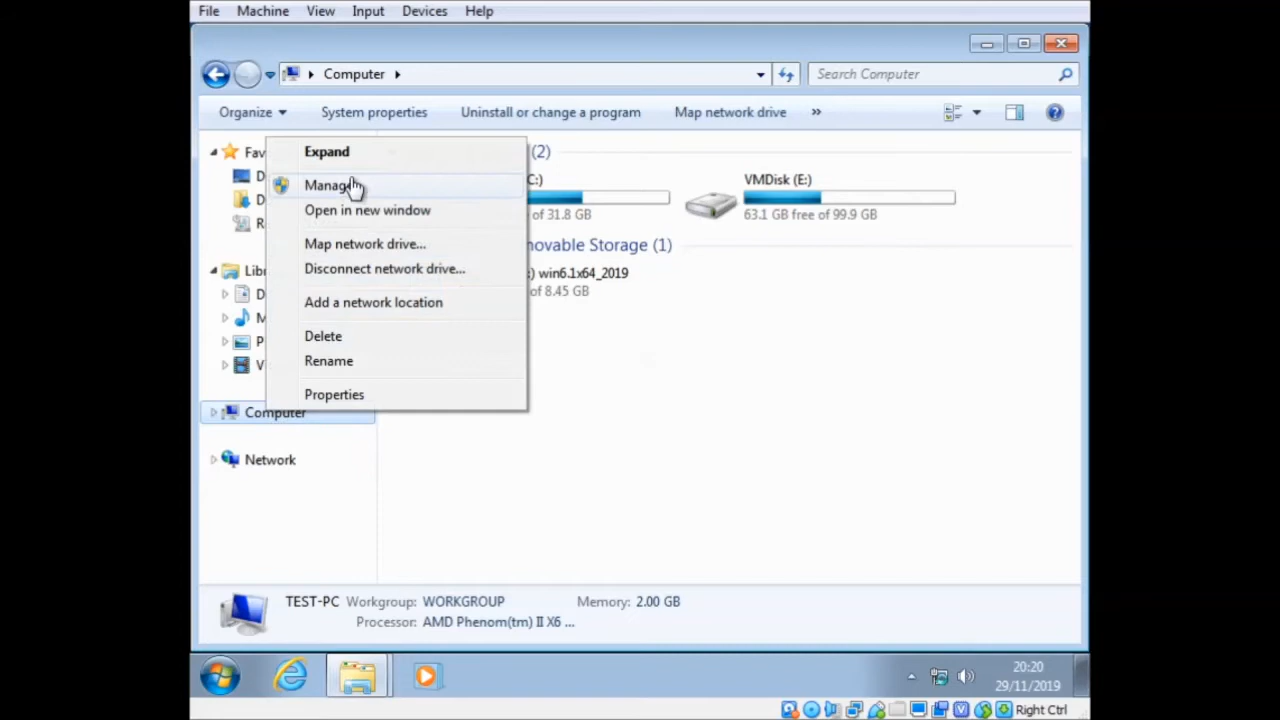 File Machine View Input Devices Help
Computer
Search Computer
Organize System properties Uninstall or change a program Map network drive »
Fav
Expand
(2)
Manage
C:)
VMDisk (E:)
Open in new window
of 31.8 GB
63.1 GB free of 99.9 GB
Map network drive...
movable Storage (1)
Disconnect network drive...
:) win6.1x64_2019
Libr
of 8.45 GB
Add a network location
Delete
Rename
Properties
Computer
Network
TEST-PC Workgroup: WORKGROUP Memory: 2.00 GB
Processor: AMD Phenom(tm) II X6 ...
20:20
29/11/2019
Right Ctrl